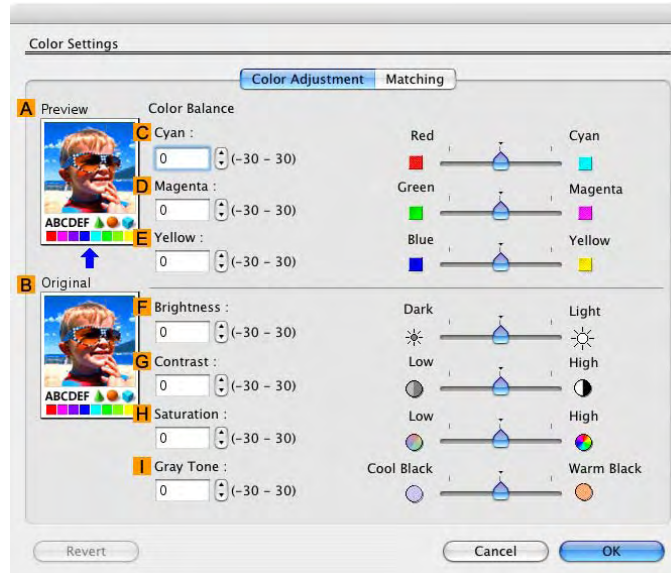 Color Settings
Color Adjustment Matching
A Preview
Color Balance
C Cyan :
0 (-30 - 30)
Red Cyan
D Magenta :
0 (-30 - 30)
Green Magenta
E Yellow :
0 (-30 - 30)
Blue Yellow
ABCDEF
B Original
ABCDEF
F Brightness :
0 (-30 - 30)
Dark Light
G Contrast :
0 (-30 - 30)
Low High
H Saturation :
0 (-30 - 30)
Low High
I Gray Tone :
0 (-30 - 30)
Cool Black Warm Black
Revert Cancel OK